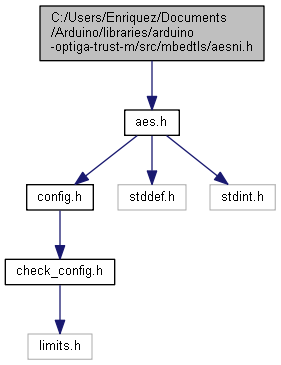 C:/Users/Enriquez/Documents
/Arduino/libraries/arduino
-optiga-trust-m/src/mbedtls/aesni.h
aes.h
config.h
stddef.h
stdint.h
check_config.h
limits.h